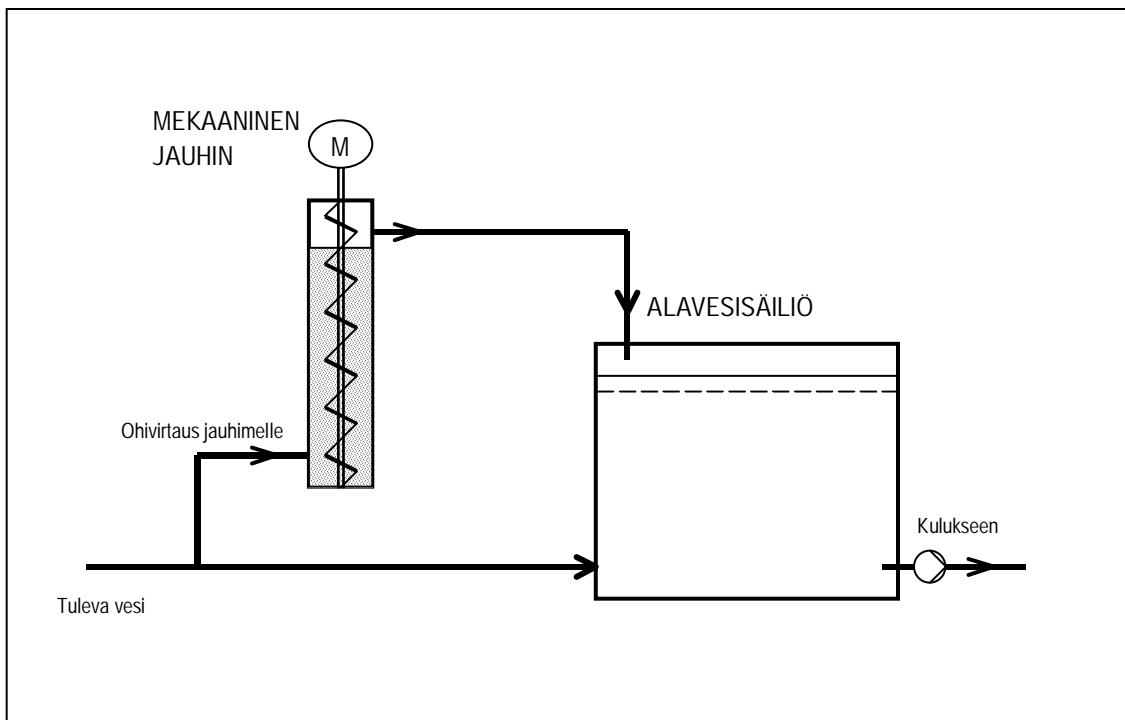 MEKAANINEN
JAUHIN
M
ALAVESISÄILIÖ
Ohivirtaus jauhimelle
Kulukseen
Tuleva vesi